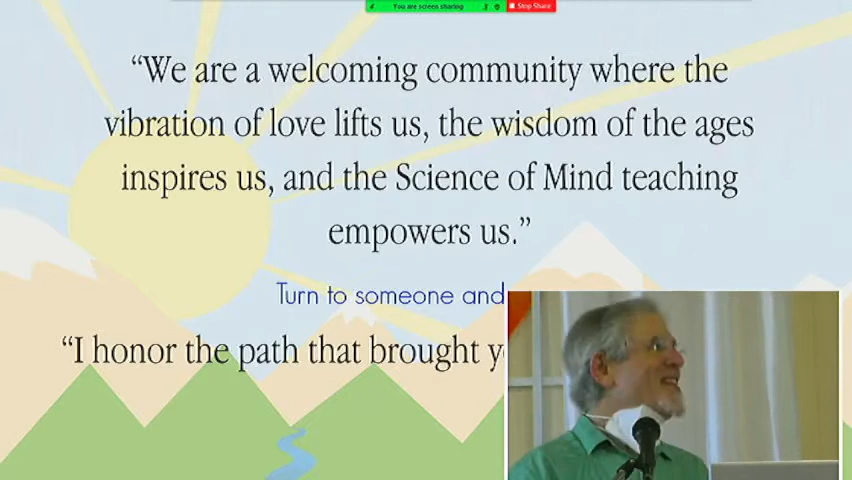 You are screen sharing
Stop Share
“We are a welcoming community where the
vibration of love lifts us, the wisdom of the ages
inspires us, and the Science of Mind teaching
empowers us.”
Turn to someone and
“I honor the path that brought